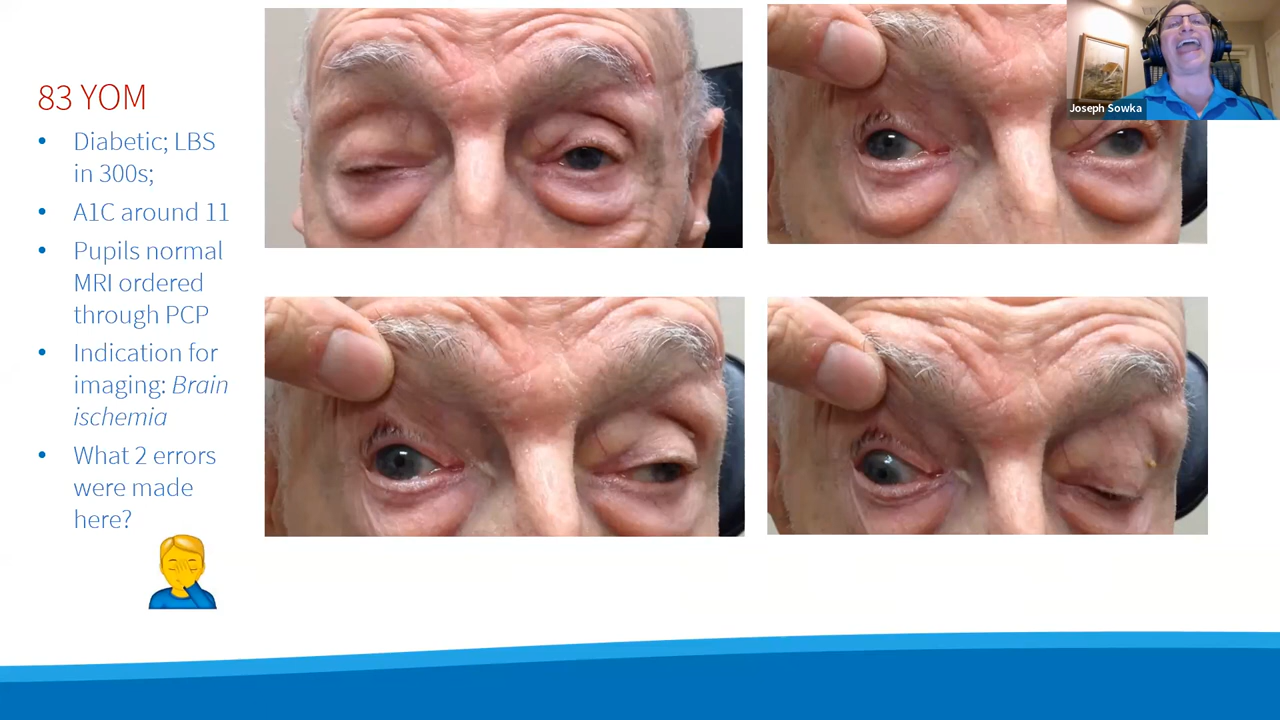 83 YOM
• Diabetic; LBS
in 300s;
• A1C around 11
• Pupils normal
MRI ordered
through PCP
• Indication for
imaging: Brain
ischemia
• What 2 errors
were made
here?
Joseph Sowka